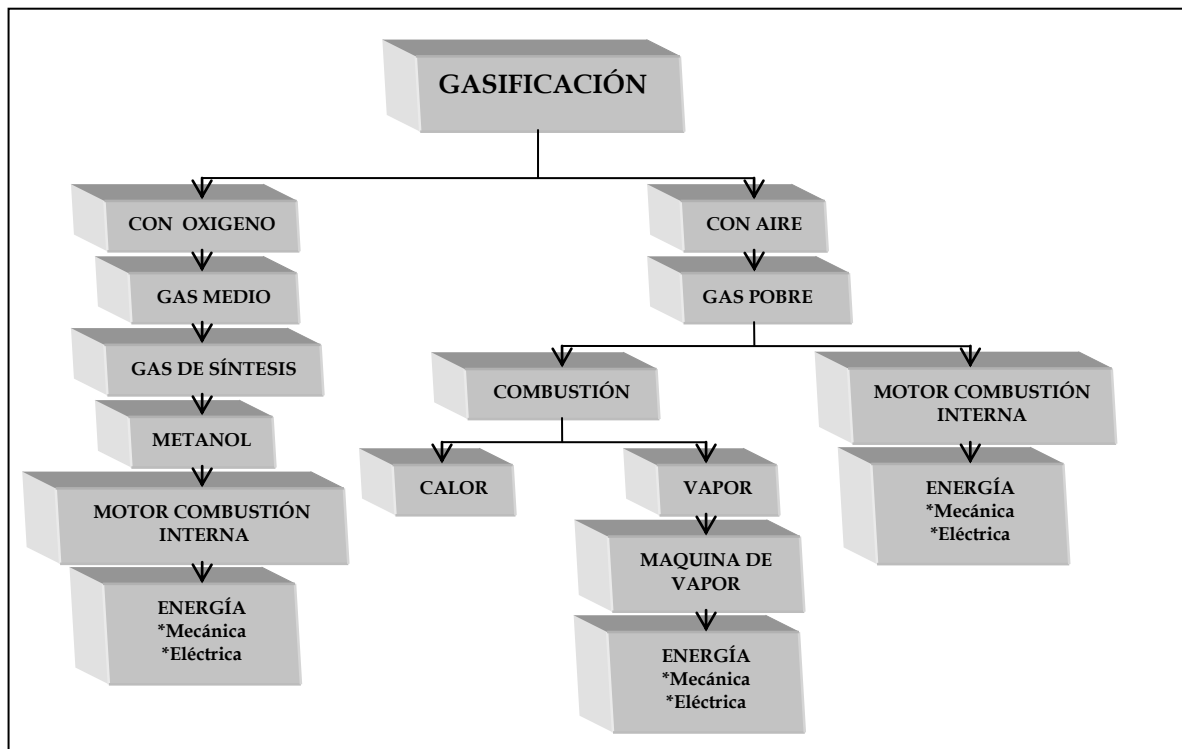 GASIFICACIÓN
CON OXIGENO
CON AIRE
GAS MEDIO
GAS POBRE
GAS DE SÍNTESIS
COMBUSTIÓN
MOTOR COMBUSTIÓN
INTERNA
METANOL
CALOR
VAPOR
ENERGÍA
*Mecánica
*Eléctrica
MOTOR COMBUSTIÓN
INTERNA
MAQUINA DE
VAPOR
ENERGÍA
*Mecánica
*Eléctrica
ENERGÍA
*Mecánica
*Eléctrica